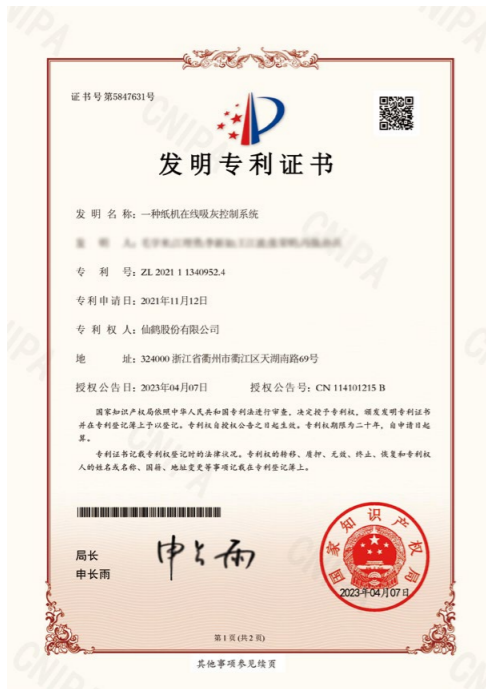 证书号第5847631号
发明专利证书
发明名称:一种纸机在线吸灰控制系统
专利号:ZL 2021 1 1340952.4
专利申请日:2021年11月12日
专利权人:仙鹤股份有限公司
地址:324000 浙江省衢州市衢江区天湖南路69号
授权公告日:2023年04月07日 授权公告号:CN 114101215 B
国家知识产权局依照中华人民共和国专利法进行审查,决定授予专利权,颁发发明专利证书
并在专利登记簿上予以登记。专利权自授权公告之日起生效。专利权期限为二十年,自申请日起
算。
专利证书记载专利权登记时的法律状况。专利权的转移、质押、无效、终止、恢复和专利权
人的姓名或名称、国籍、地址变更等事项记载在专利登记簿上。
局长
申长雨
申长雨
国家知识产权局
2023年04月07日
第1页(共2页)
其他事项参见续页
CNIPA